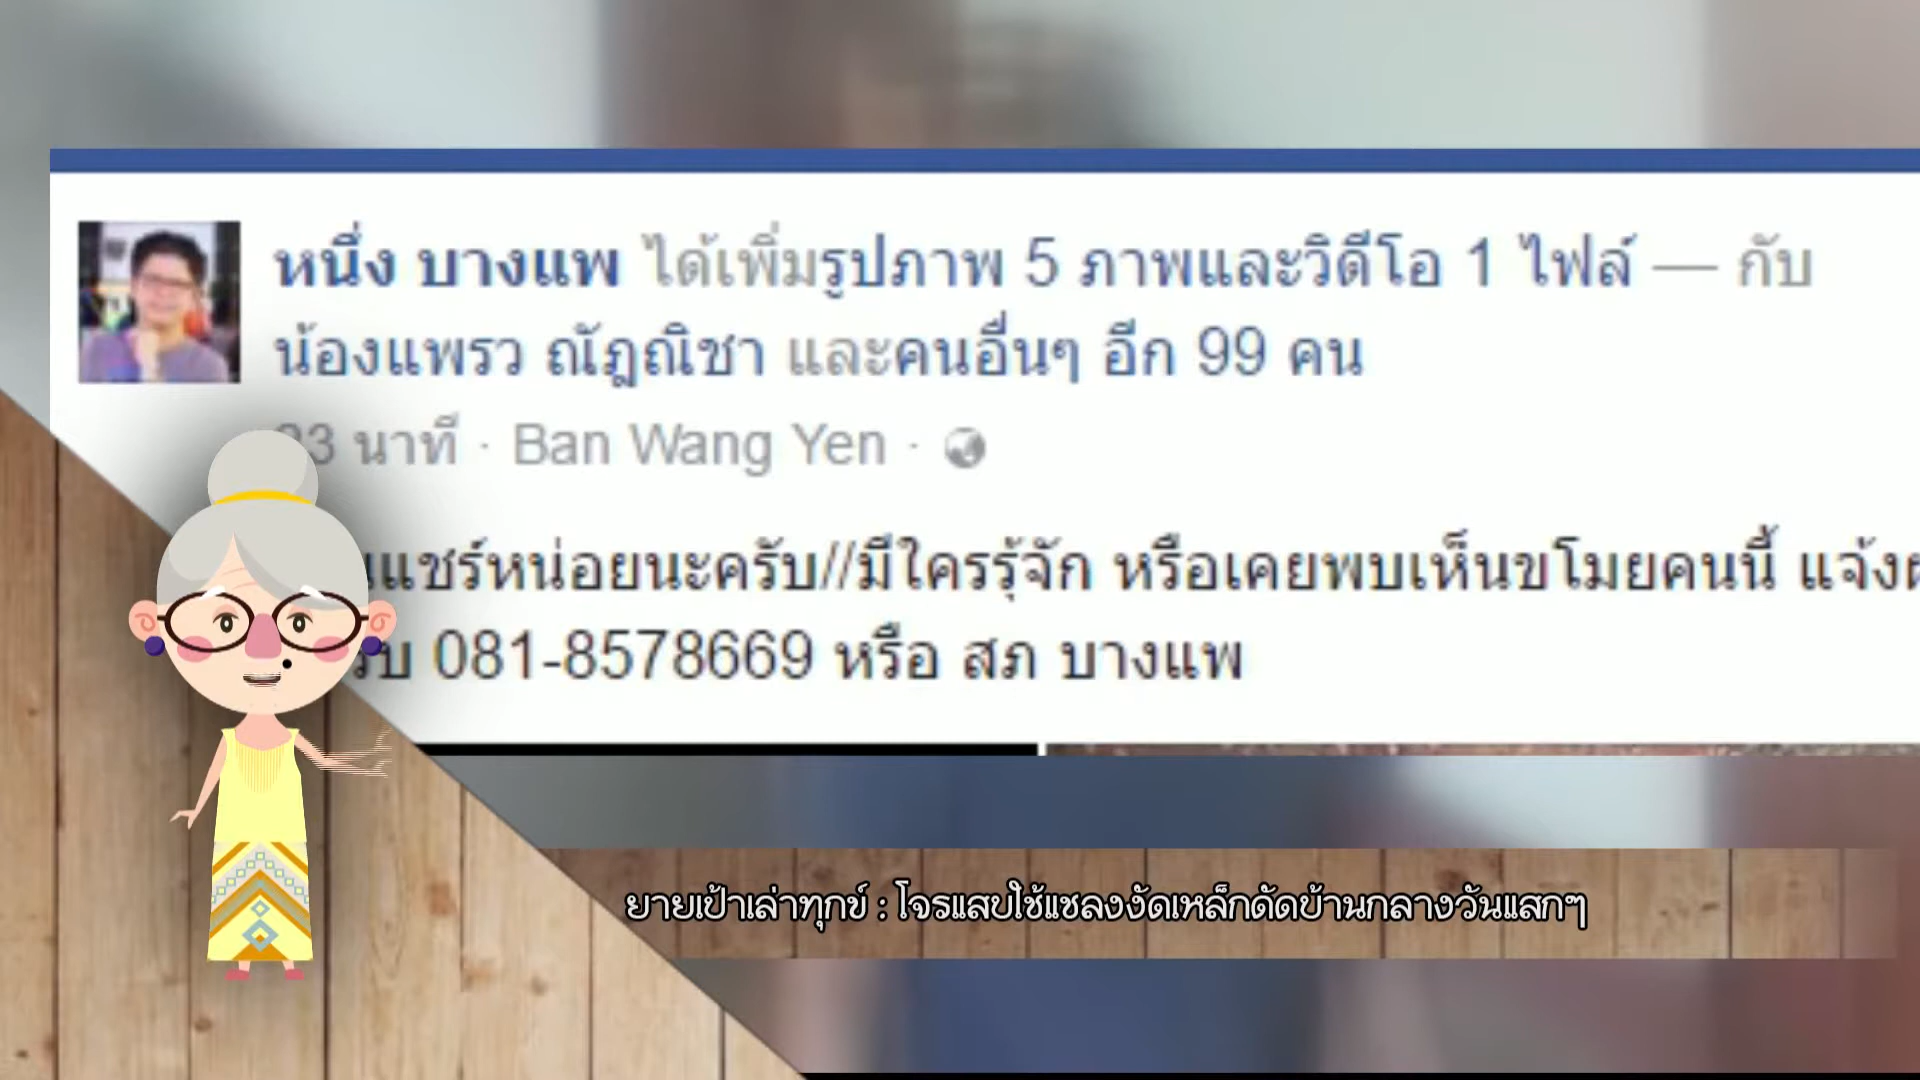 หนึ่ง บางแพ ได้เพิ่มรูปภาพ 5 ภาพและวิดีโอ 1 ไฟล์ — กับ
น้องแพรว ณัฎณิชา และคนอื่นๆ อีก 99 คน
นาที · Ban Wang Yen ·
แชร์หน่อยนะครับ//มีใครรู้จัก หรือเคยพบเห็นขโมยคนนี้ แจ้ง
081-8578669 หรือ สภ บางแพ
ยายเป้าเล่าทุกข์ : โจรแสบใช้แชลงงัดเหล็กดัดบ้านกลางวันแสกๆ